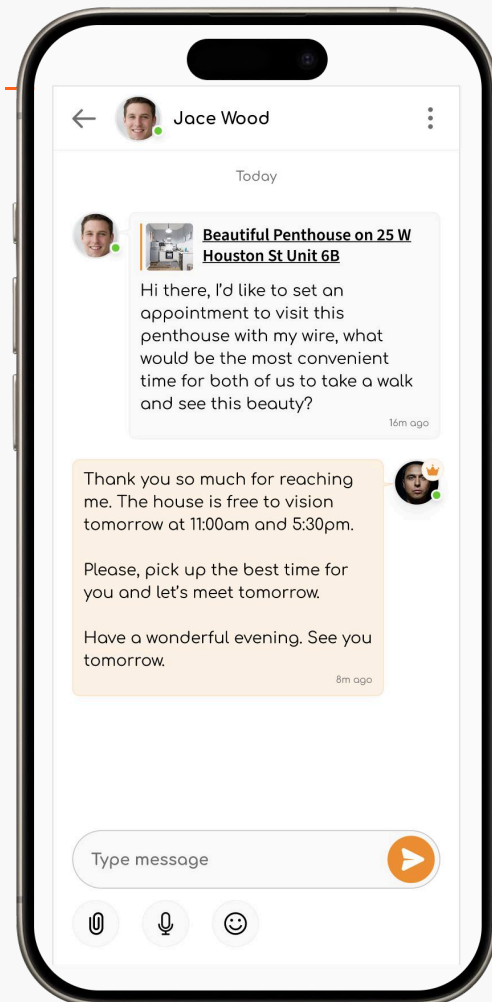 Jace Wood
Today
Beautiful Penthouse on 25 W
Houston St Unit 6B
Hi there, I'd like to set an
appointment to visit this
penthouse with my wire, what
would be the most convenient
time for both of us to take a walk
and see this beauty?
16m ago
Thank you so much for reaching
me. The house is free to vision
tomorrow at 11:00am and 5:30pm.
Please, pick up the best time for
you and let's meet tomorrow.
Have a wonderful evening. See you
tomorrow.
8m ago
Type message